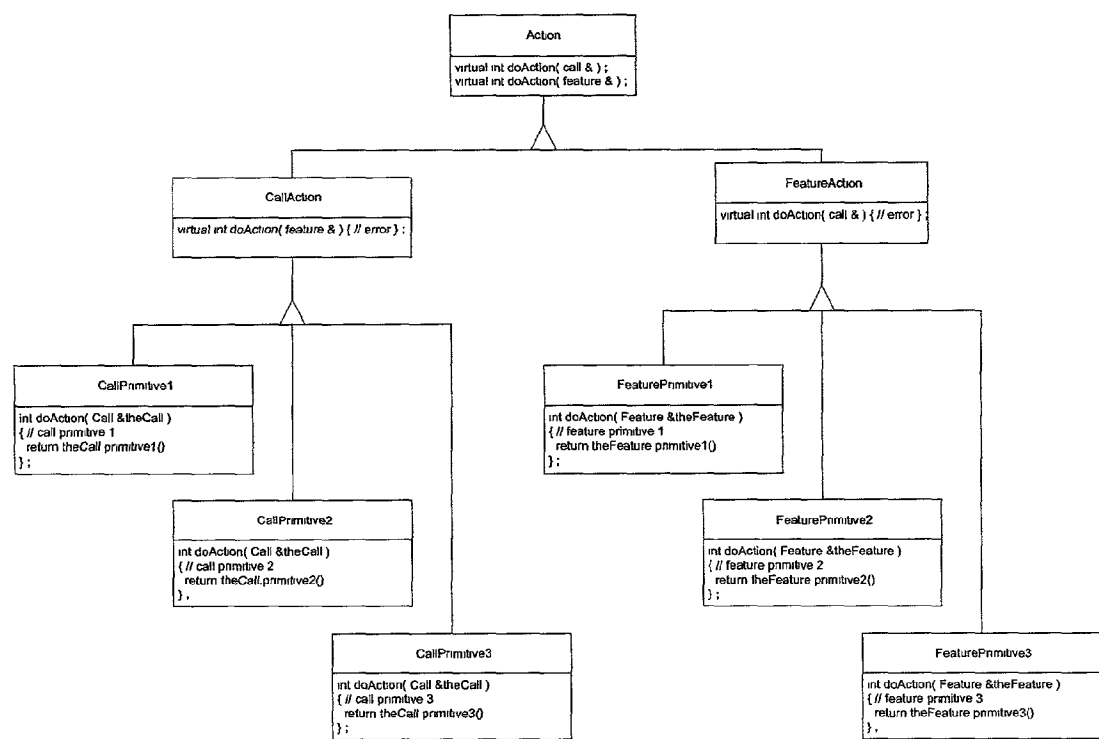 Action
virtual int doAction( call & ) ;
virtual int doAction( feature & ) ;
CallAction
virtual int doAction( feature & ) { // error } ;
FeatureAction
virtual int doAction( call & ) { // error } ;
CallPrimitive1
int doAction( Call &theCall )
{ // call primitive 1
return theCall primitive1()
} ;
FeaturePrimitive1
int doAction( Feature &theFeature )
{ // feature primitive 1
return theFeature primitive1()
} ;
CallPrimitive2
int doAction( Call &theCall )
{ // call primitive 2
return theCall.primitive2()
} ,
FeaturePrimitive2
int doAction( Feature &theFeature )
{ // feature primitive 2
return theFeature primitive2()
} ;
CallPrimitive3
int doAction( Call &theCall )
{ // call primitive 3
return theCall primitive3()
} ;
FeaturePrimitive3
int doAction( Feature &theFeature )
{ // feature primitive 3
return theFeature primitive3()
} ,